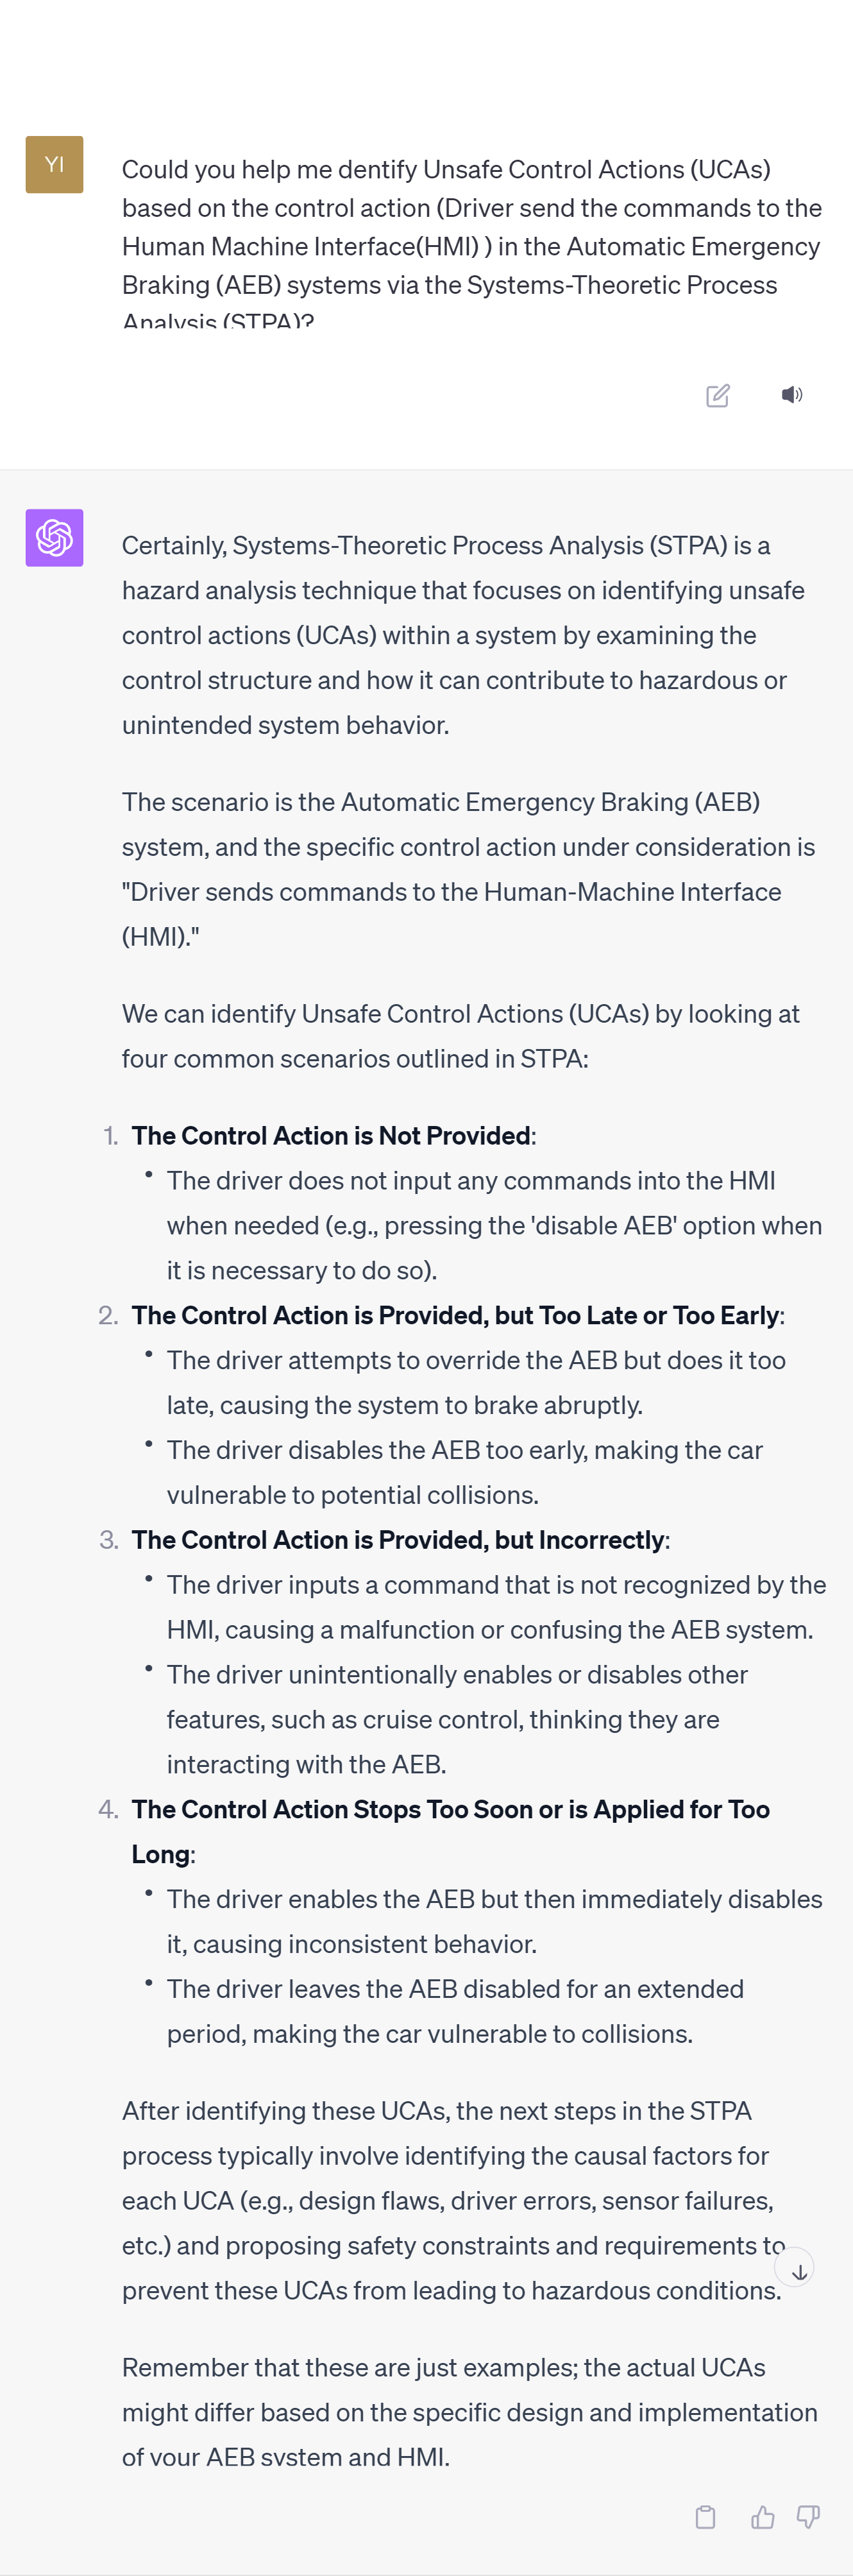 YI
Could you help me dentify Unsafe Control Actions (UCAs)
based on the control action (Driver send the commands to the
Human Machine Interface(HMI) ) in the Automatic Emergency
Braking (AEB) systems via the Systems-Theoretic Process
Analysis (STPA)?
Certainly, Systems-Theoretic Process Analysis (STPA) is a
hazard analysis technique that focuses on identifying unsafe
control actions (UCAs) within a system by examining the
control structure and how it can contribute to hazardous or
unintended system behavior.
The scenario is the Automatic Emergency Braking (AEB)
system, and the specific control action under consideration is
"Driver sends commands to the Human-Machine Interface
(HMI)."
We can identify Unsafe Control Actions (UCAs) by looking at
four common scenarios outlined in STPA:
1. The Control Action is Not Provided:
• The driver does not input any commands into the HMI
when needed (e.g., pressing the 'disable AEB' option when
it is necessary to do so).
2. The Control Action is Provided, but Too Late or Too Early:
• The driver attempts to override the AEB but does it too
late, causing the system to brake abruptly.
• The driver disables the AEB too early, making the car
vulnerable to potential collisions.
3. The Control Action is Provided, but Incorrectly:
• The driver inputs a command that is not recognized by the
HMI, causing a malfunction or confusing the AEB system.
• The driver unintentionally enables or disables other
features, such as cruise control, thinking they are
interacting with the AEB.
4. The Control Action Stops Too Soon or is Applied for Too
Long:
• The driver enables the AEB but then immediately disables
it, causing inconsistent behavior.
• The driver leaves the AEB disabled for an extended
period, making the car vulnerable to collisions.
After identifying these UCAs, the next steps in the STPA
process typically involve identifying the causal factors for
each UCA (e.g., design flaws, driver errors, sensor failures,
etc.) and proposing safety constraints and requirements to
prevent these UCAs from leading to hazardous conditions.
Remember that these are just examples; the actual UCAs
might differ based on the specific design and implementation
of your AEB system and HMI.